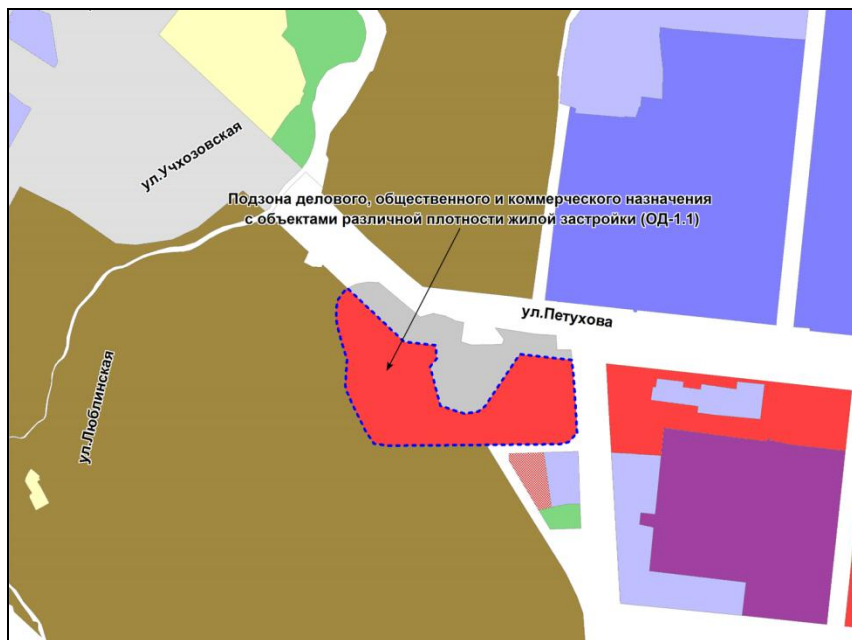 ул.Учхозовская
Подзона делового, общественного и коммерческого назначения
с объектами различной плотности жилой застройки (ОД-1.1)
ул.Петухова
ул.Люблинская